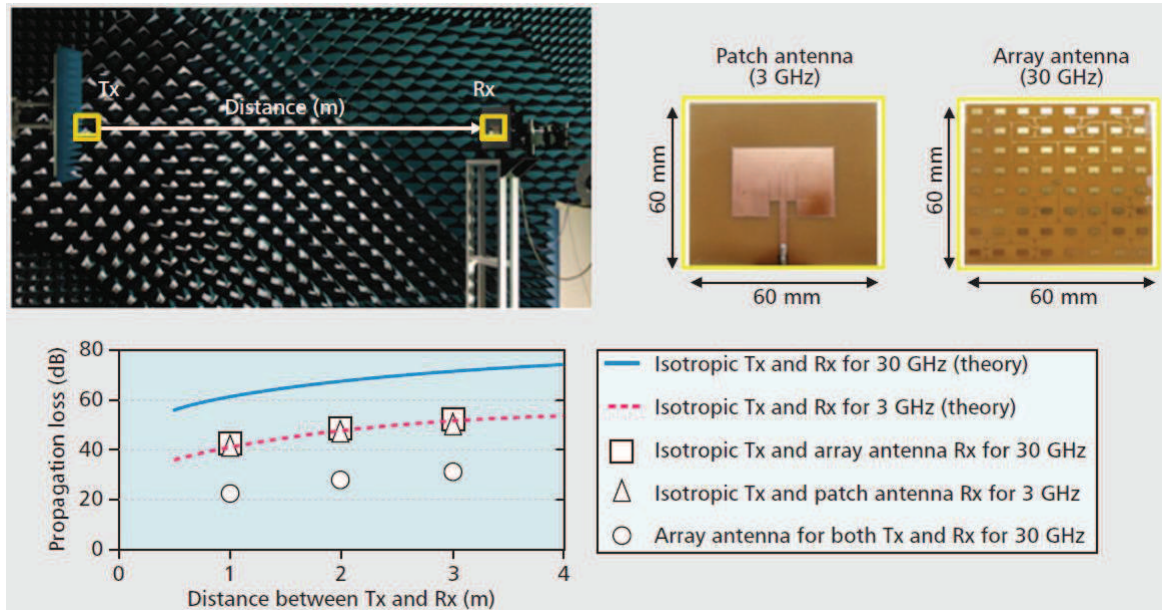 Tx
Rx
Distance (m)
Patch antenna
(3 GHz)
Array antenna
(30 GHz)
60 mm
60 mm
60 mm
60 mm
Propagation loss (dB)
80
60
40
20
0
0
1
2
3
4
Distance between Tx and Rx (m)
Isotropic Tx and Rx for 30 GHz (theory)
Isotropic Tx and Rx for 3 GHz (theory)
Isotropic Tx and array antenna Rx for 30 GHz
Isotropic Tx and patch antenna Rx for 3 GHz
Array antenna for both Tx and Rx for 30 GHz